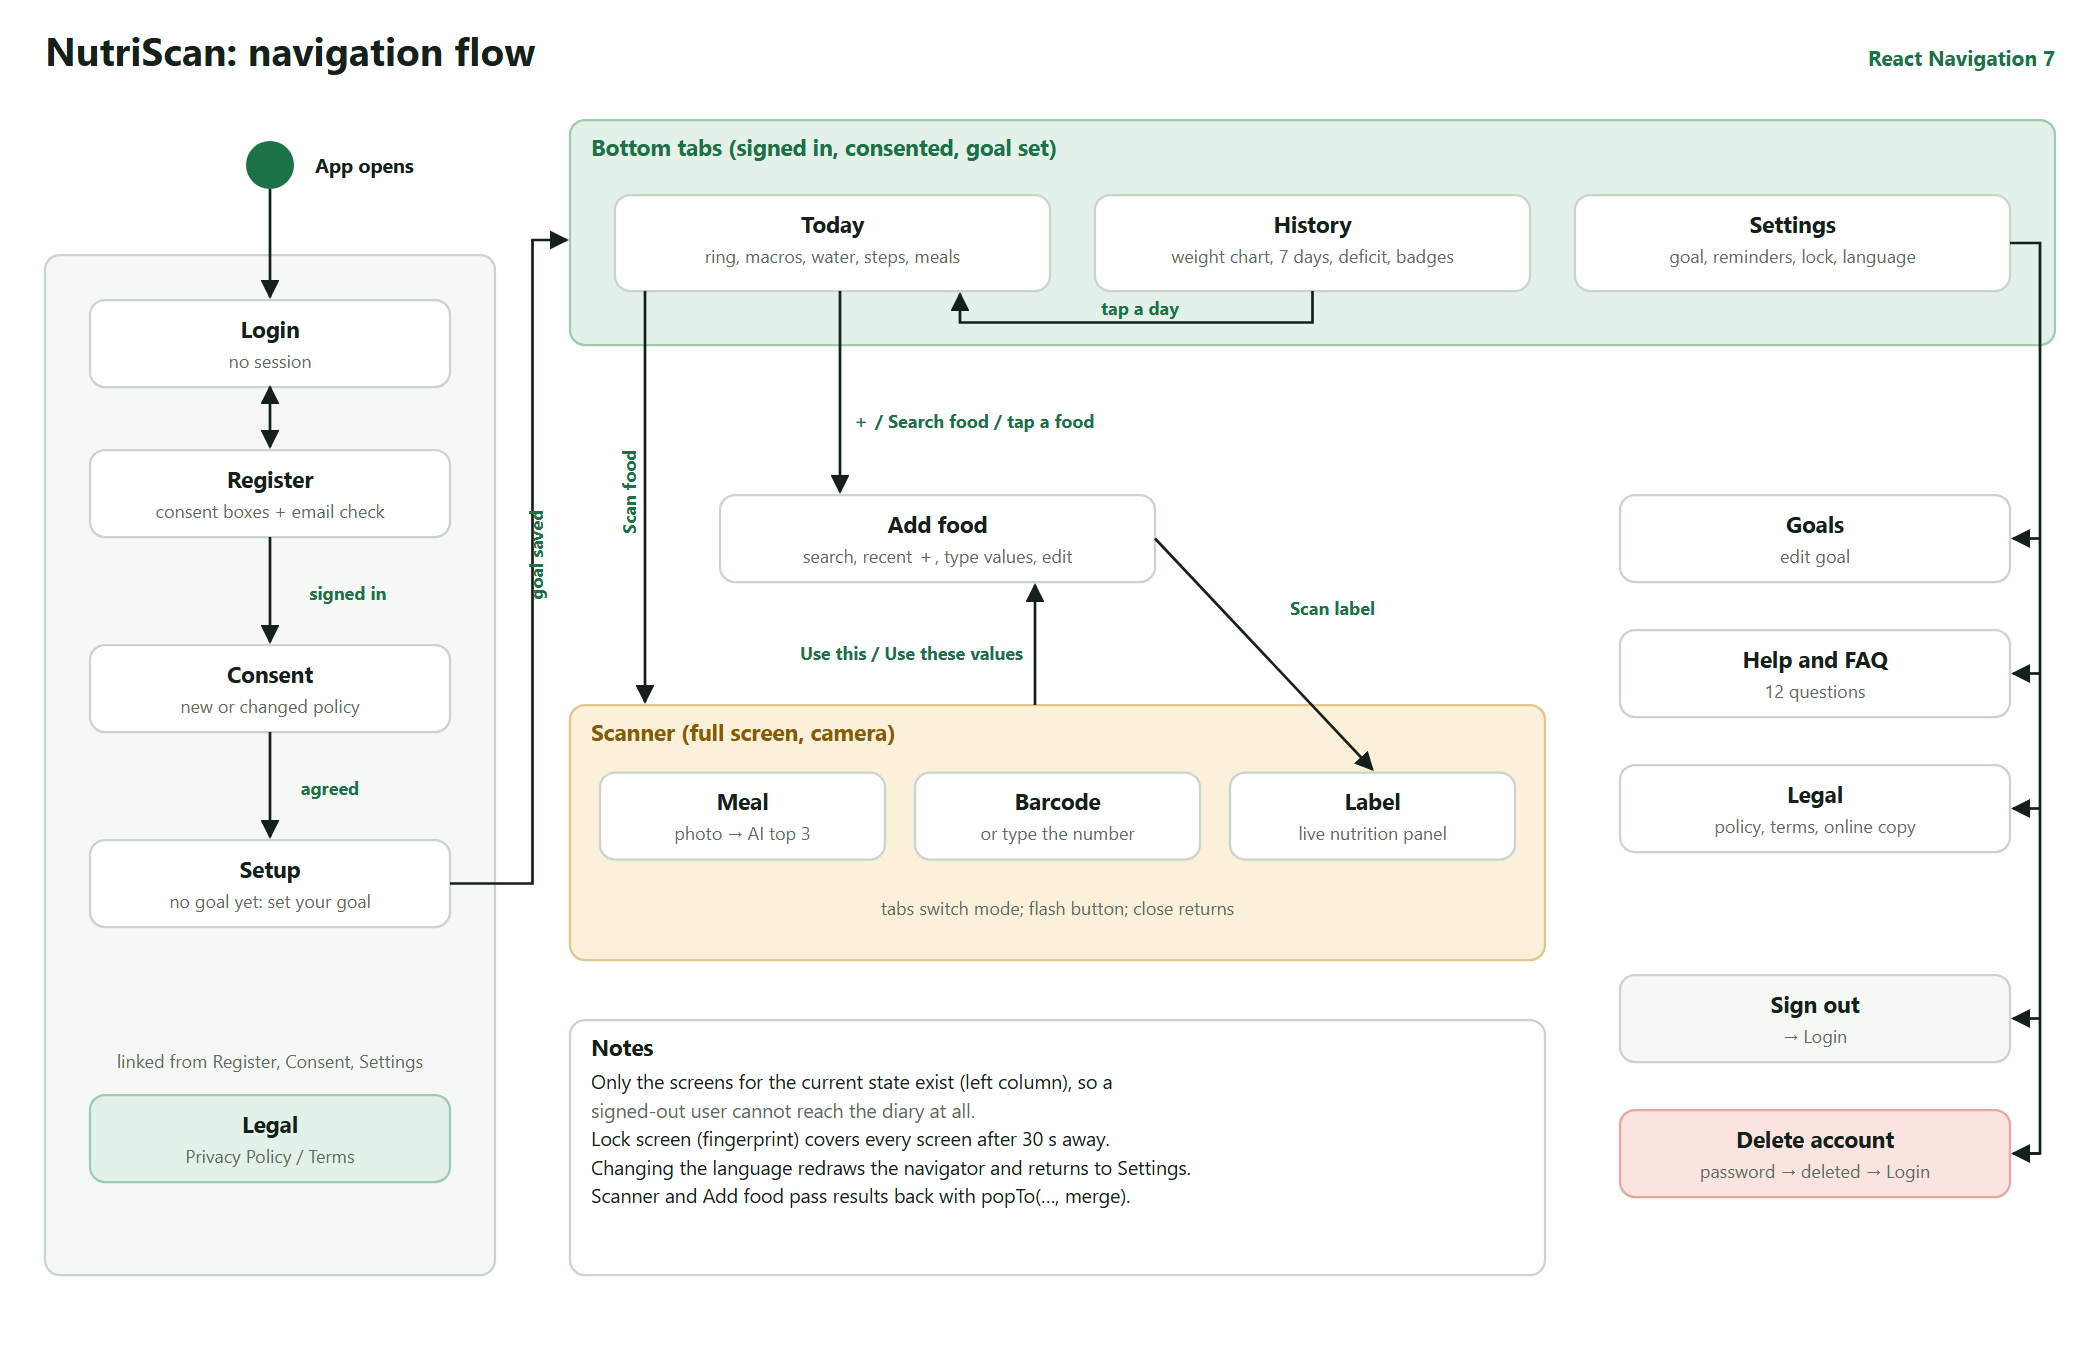 NutriScan: navigation flow
React Navigation 7
App opens
Login
no session
Register
consent boxes + email check
signed in
Consent
new or changed policy
agreed
Setup
no goal yet: set your goal
goal saved
linked from Register, Consent, Settings
Legal
Privacy Policy / Terms
Bottom tabs (signed in, consented, goal set)
Today
ring, macros, water, steps, meals
History
weight chart, 7 days, deficit, badges
Settings
goal, reminders, lock, language
tap a day
+ / Search food / tap a food
Scan food
Add food
search, recent +, type values, edit
Scan label
Use this / Use these values
Scanner (full screen, camera)
Meal
photo → AI top 3
Barcode
or type the number
Label
live nutrition panel
tabs switch mode; flash button; close returns
Notes
Only the screens for the current state exist (left column), so a
signed-out user cannot reach the diary at all.
Lock screen (fingerprint) covers every screen after 30 s away.
Changing the language redraws the navigator and returns to Settings.
Scanner and Add food pass results back with popTo(..., merge).
Goals
edit goal
Help and FAQ
12 questions
Legal
policy, terms, online copy
Sign out
→ Login
Delete account
password → deleted → Login